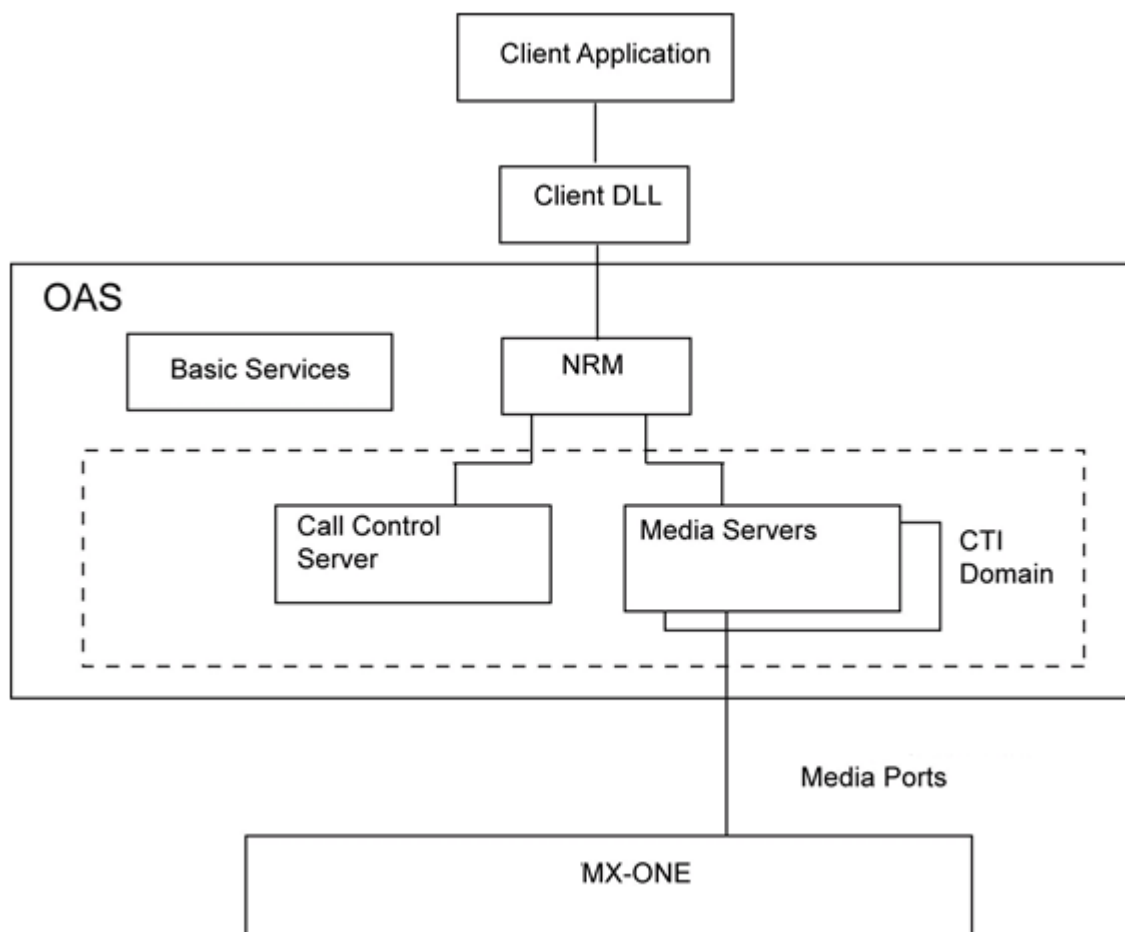 Client Application
Client DLL
OAS
Basic Services
NRM
Call Control
Server
Media Servers
CTI
Domain
Media Ports
MX-ONE